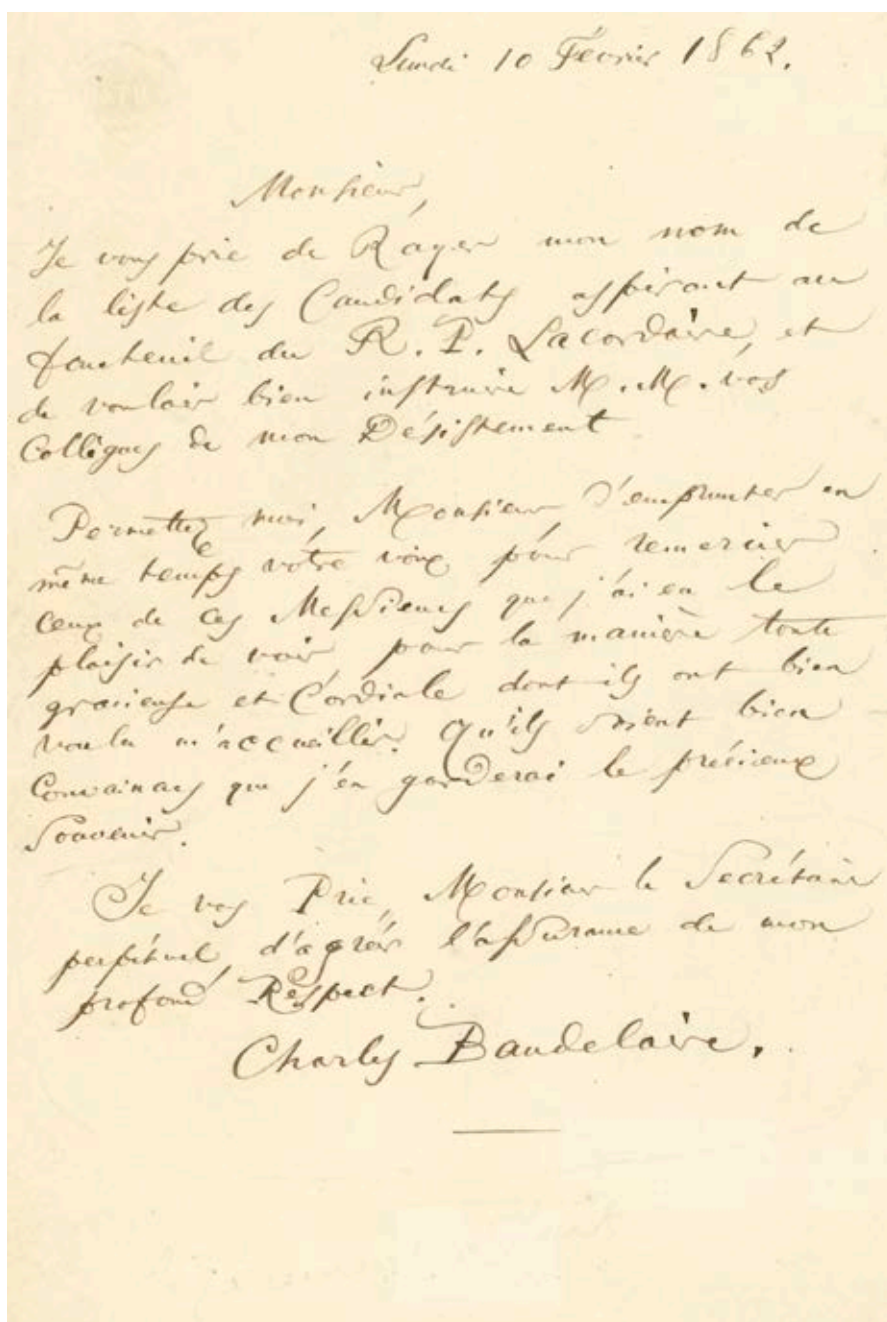 Lundi 10 Février 1862.
Monsieur,
Je vous prie de Rayer mon nom de
la liste des Candidats aspirant au
fauteuil du R. P. Lacordaire, et
de vouloir bien instruire M.M. vos
Collègues de mon Désistement
Permettez moi, Monsieur, d'emprunter en
même temps votre voix pour remercier
ceux de ces Messieurs que j'ai eu le
plaisir de voir, pour la manière toute
gracieuse et Cordiale dont ils ont bien
voulu m'accueillir. Qu'ils soient bien
Convaincus que j'en garderai le précieux
Souvenir.
Je vous Prie, Monsieur le Secrétaire
perpétuel, d'agréer l'assurance de mon
profond Respect.
Charles Baudelaire.